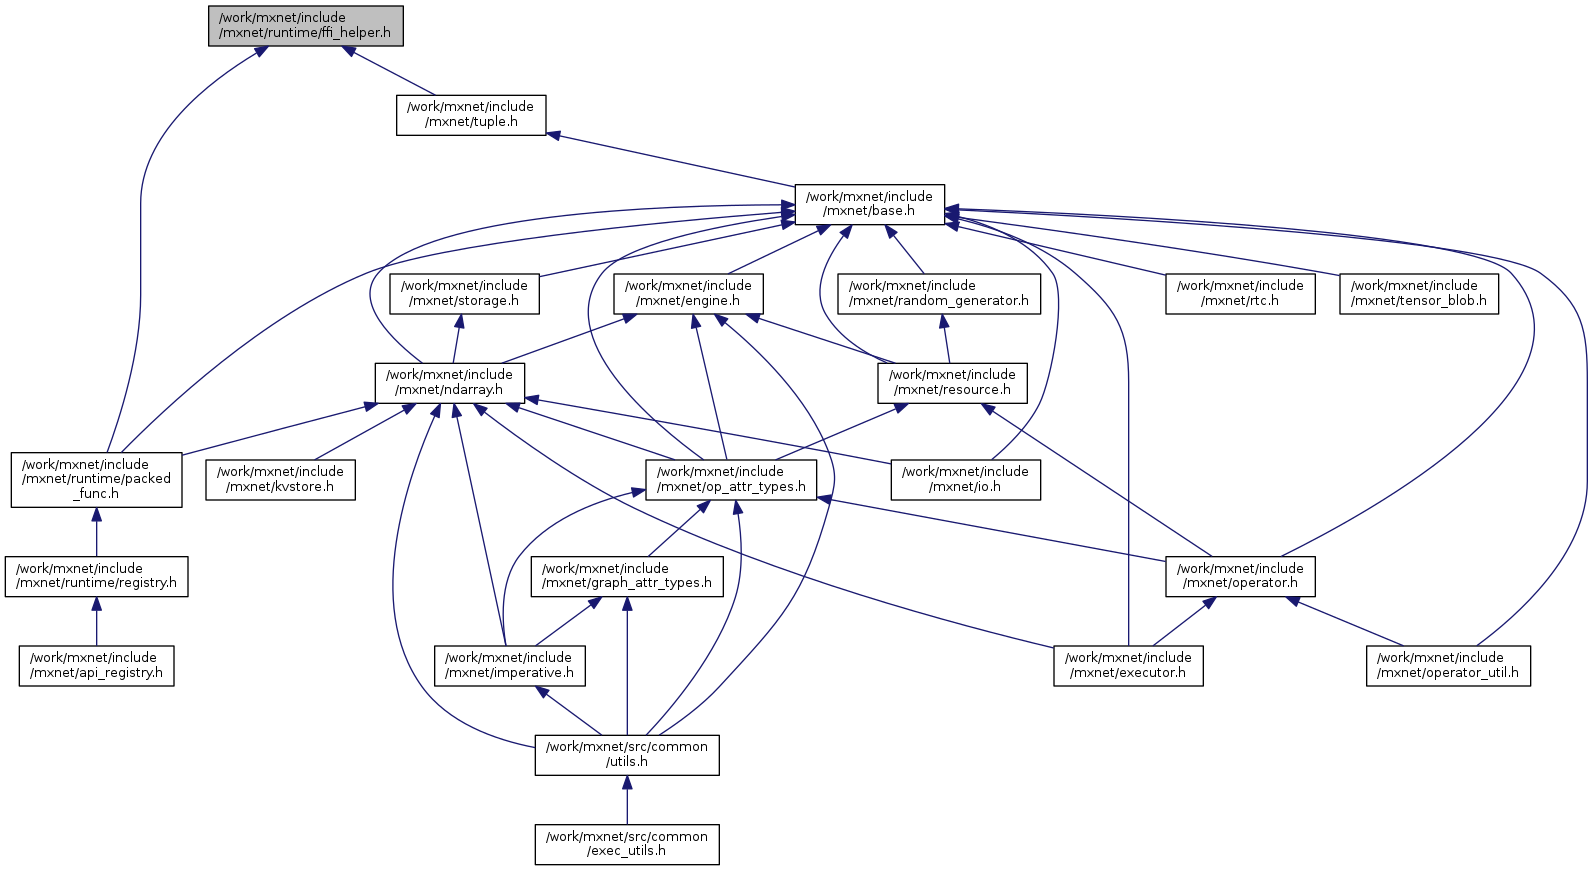 /work/mxnet/include
/mxnet/runtime/ffi_helper.h
/work/mxnet/include
/mxnet/tuple.h
/work/mxnet/include
/mxnet/base.h
/work/mxnet/include
/mxnet/storage.h
/work/mxnet/include
/mxnet/engine.h
/work/mxnet/include
/mxnet/random_generator.h
/work/mxnet/include
/mxnet/rtc.h
/work/mxnet/include
/mxnet/tensor_blob.h
/work/mxnet/include
/mxnet/ndarray.h
/work/mxnet/include
/mxnet/resource.h
/work/mxnet/include
/mxnet/runtime/packed
_func.h
/work/mxnet/include
/mxnet/kvstore.h
/work/mxnet/include
/mxnet/op_attr_types.h
/work/mxnet/include
/mxnet/io.h
/work/mxnet/include
/mxnet/runtime/registry.h
/work/mxnet/include
/mxnet/graph_attr_types.h
/work/mxnet/include
/mxnet/operator.h
/work/mxnet/include
/mxnet/api_registry.h
/work/mxnet/include
/mxnet/imperative.h
/work/mxnet/include
/mxnet/executor.h
/work/mxnet/include
/mxnet/operator_util.h
/work/mxnet/src/common
/utils.h
/work/mxnet/src/common
/exec_utils.h